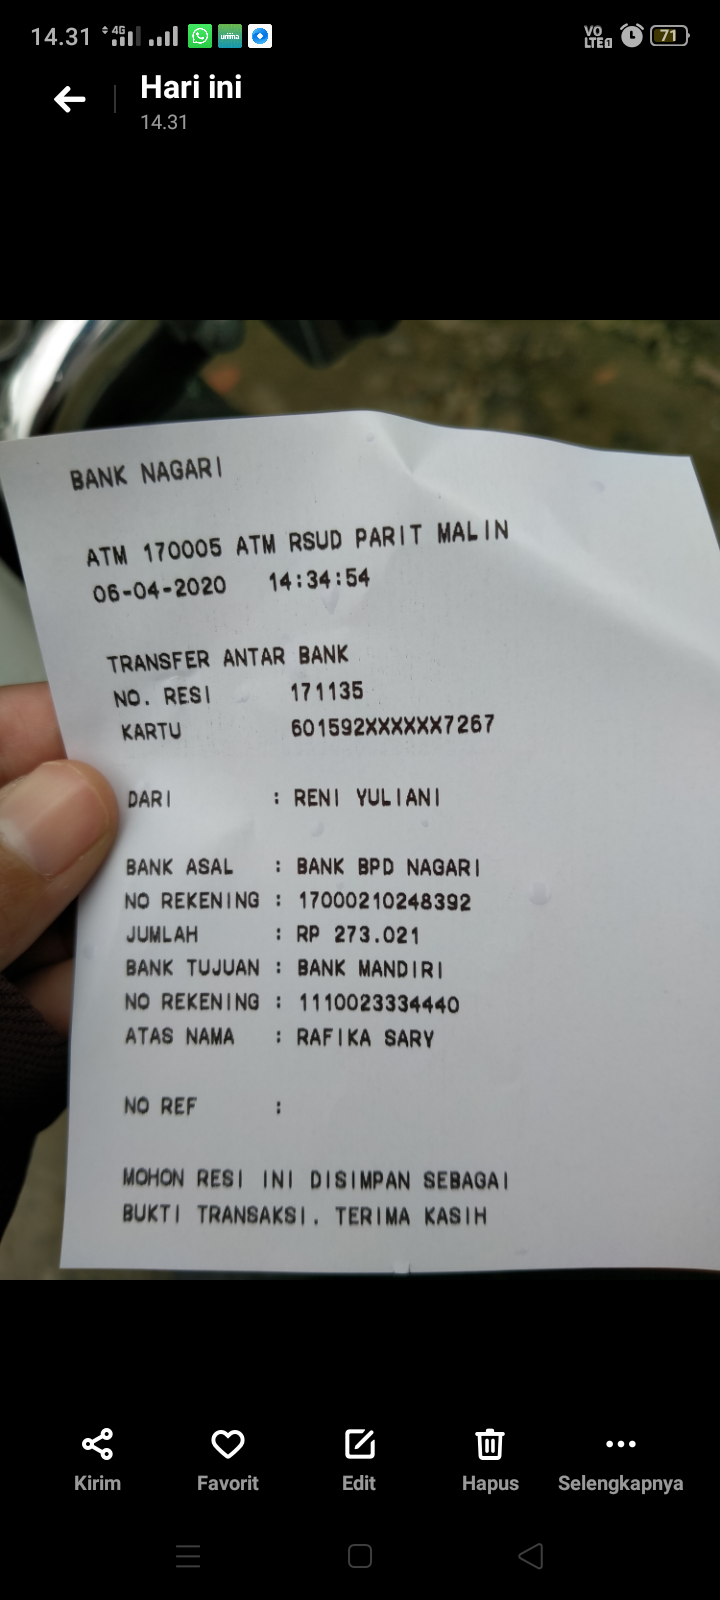 14.31 4G unima VO LTE 71
Hari ini
14.31
BANK NAGARI
ATM 170005 ATM RSUD PARIT MALIN
06-04-2020 14:34:54
TRANSFER ANTAR BANK
NO. RESI 171135
KARTU 601592XXXXXX7267
DARI : RENI YULIANI
BANK ASAL : BANK BPD NAGARI
NO REKENING : 17000210248392
JUMLAH : RP 273.021
BANK TUJUAN : BANK MANDIRI
NO REKENING : 1110023334440
ATAS NAMA : RAFIKA SARY
NO REF :
MOHON RESI INI DISIMPAN SEBAGAI
BUKTI TRANSAKSI. TERIMA KASIH
Kirim Favorit Edit Hapus Selengkapnya